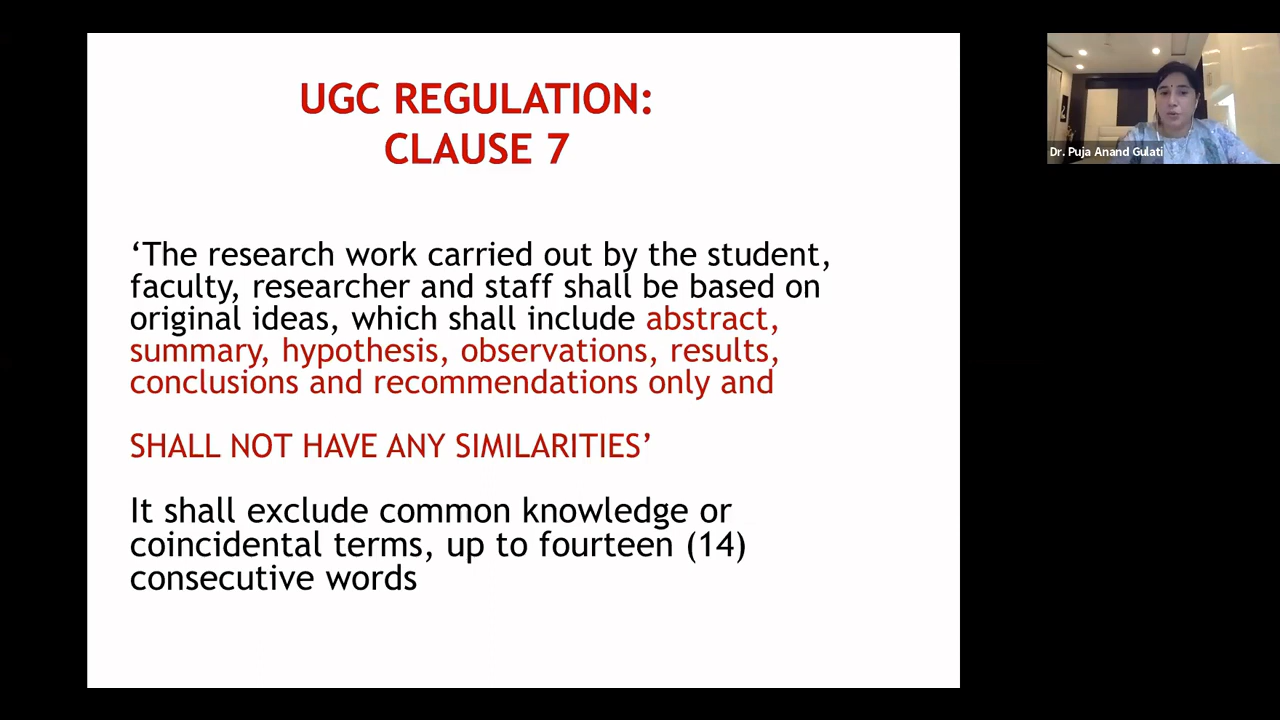 UGC REGULATION:
CLAUSE 7
‘The research work carried out by the student,
faculty, researcher and staff shall be based on
original ideas, which shall include abstract,
summary, hypothesis, observations, results,
conclusions and recommendations only and
SHALL NOT HAVE ANY SIMILARITIES’
It shall exclude common knowledge or
coincidental terms, up to fourteen (14)
consecutive words
Dr. Puja Anand Gulati